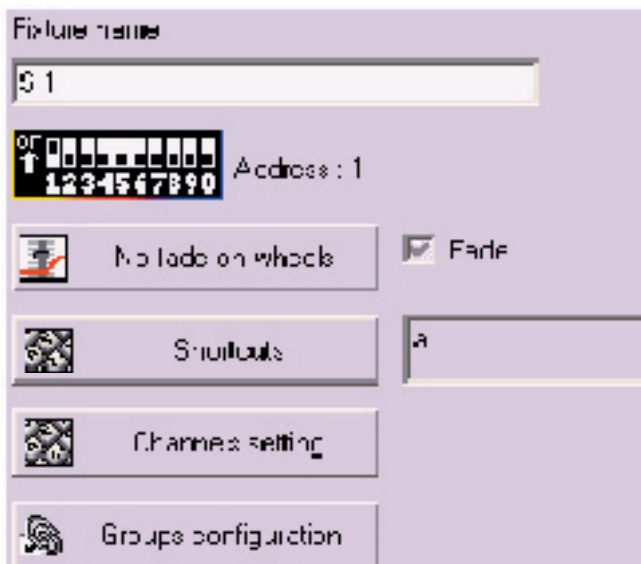 Fixture name
S 1
on
1234567890
Address : 1
No fade on wheels
Fade
Shortcuts
a
Channels setting
Groups configuration